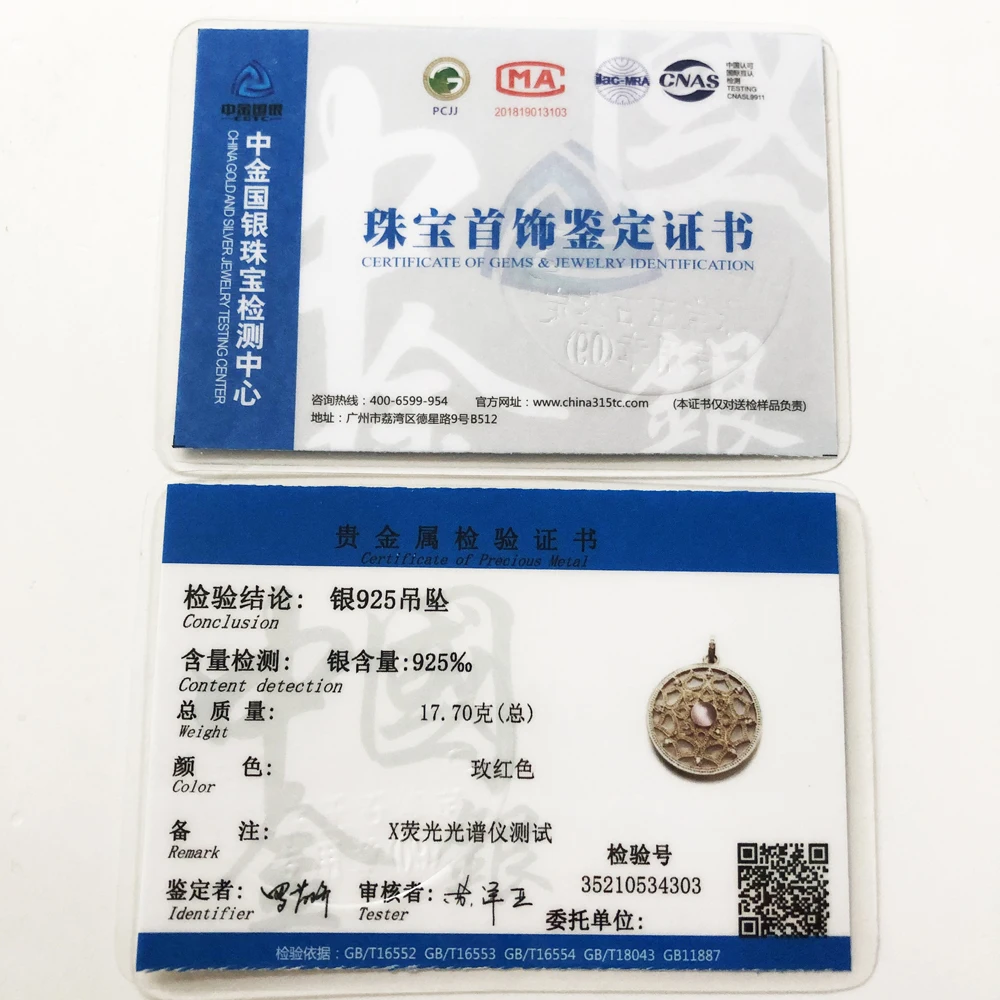 中金国银
CGTC
中金国银珠宝检测中心
CHINA GOLD AND SILVER JEWELRY TESTING CENTER
PCJJ
MA
201819013103
ilac-MRA
CNAS
中国认可
国际互认
检测
TESTING
CNASL9911
珠宝首饰鉴定证书
CERTIFICATE OF GEMS & JEWELRY IDENTIFICATION
咨询热线：400-6599-954 官方网址：www.china315tc.com (本证书仅对送检样品负责)
地址：广州市荔湾区德星路9号B512
贵金属检验证书
Certificate of Precious Metal
检验结论: 银925吊坠
Conclusion
含量检测: 银含量:925‰
Content detection
总质量: 17.70克(总)
Weight
颜 色: 玫红色
Color
备 注: X荧光光谱仪测试
Remark
检验号
35210534303
鉴定者: 审核者:
Identifier Tester
委托单位:
检验依据：GB/T16552 GB/T16553 GB/T16554 GB/T18043 GB11887